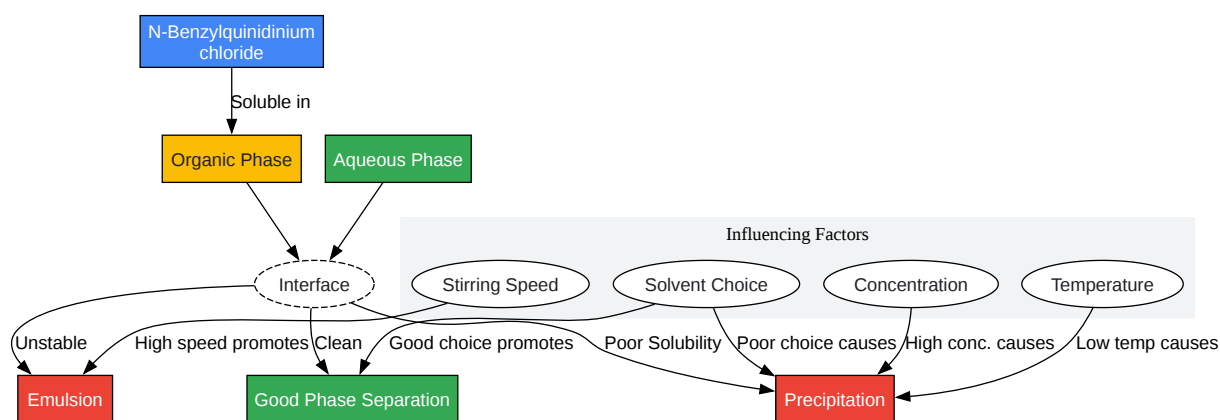 N-Benzylquinidinium
chloride
Soluble in
Organic Phase
Aqueous Phase
Influencing Factors
Interface
Stirring Speed
Solvent Choice
Concentration
Temperature
Unstable
High speed promotes
Clean
Good choice promotes
Poor Solubility
Poor choice causes
High conc. causes
Low temp causes
Emulsion
Good Phase Separation
Precipitation